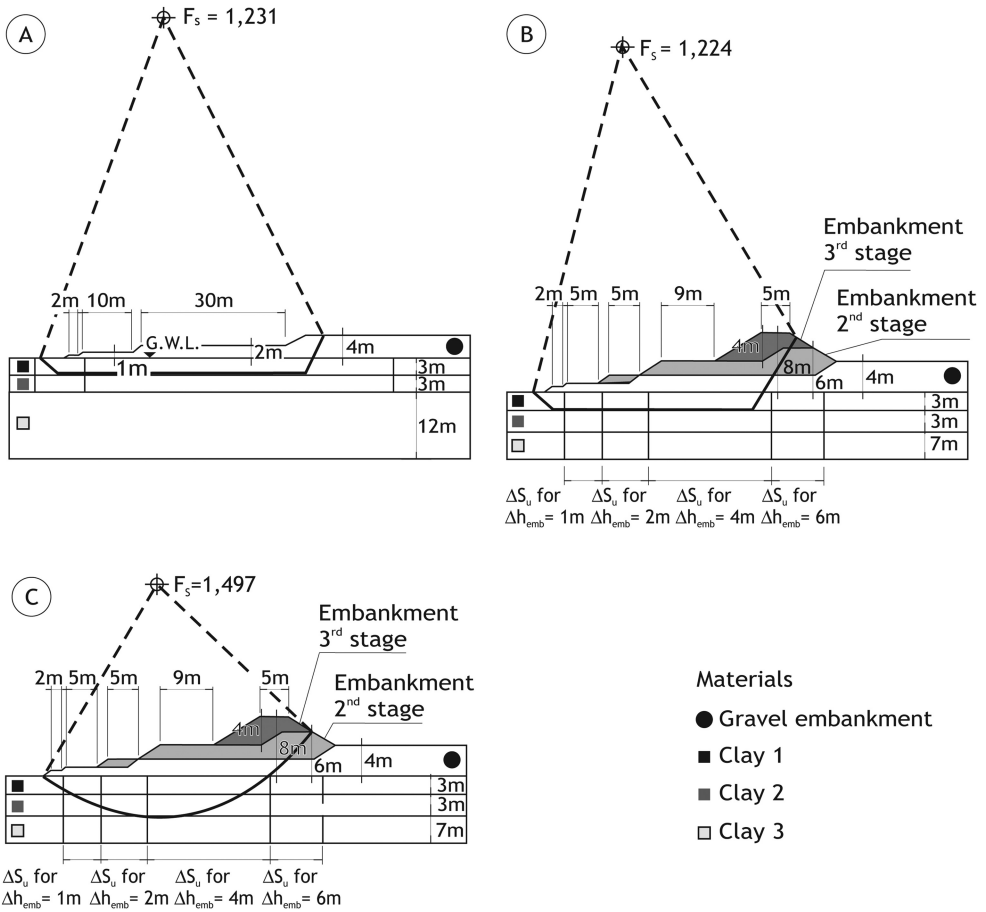 A
Fs = 1,231
2m 10m 30m
G.W.L.
2m 4m
1m
3m
3m
12m
B
Fs = 1,224
Embankment
3rd stage
Embankment
2nd stage
2m 5m 5m 9m 5m
4m
8m
6m 4m
3m
3m
7m
ΔSu for ΔSu for ΔSu for ΔSu for
Δhemb= 1m Δhemb= 2m Δhemb= 4m Δhemb= 6m
C
Fs=1,497
Embankment
3rd stage
Embankment
2nd stage
2m 5m 5m 9m 5m
4m
8m
6m 4m
3m
3m
7m
ΔSu for ΔSu for ΔSu for ΔSu for
Δhemb= 1m Δhemb= 2m Δhemb= 4m Δhemb= 6m
Materials
Gravel embankment
Clay 1
Clay 2
Clay 3